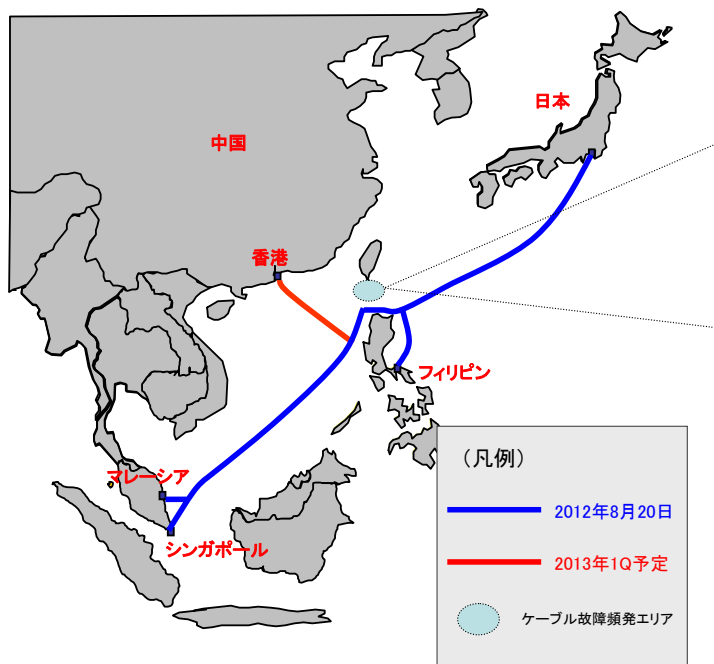 日本
中国
香港
フィリピン
マレーシア
シンガポール
（凡例）
2012年8月20日
2013年1Q予定
ケーブル故障頻発エリア